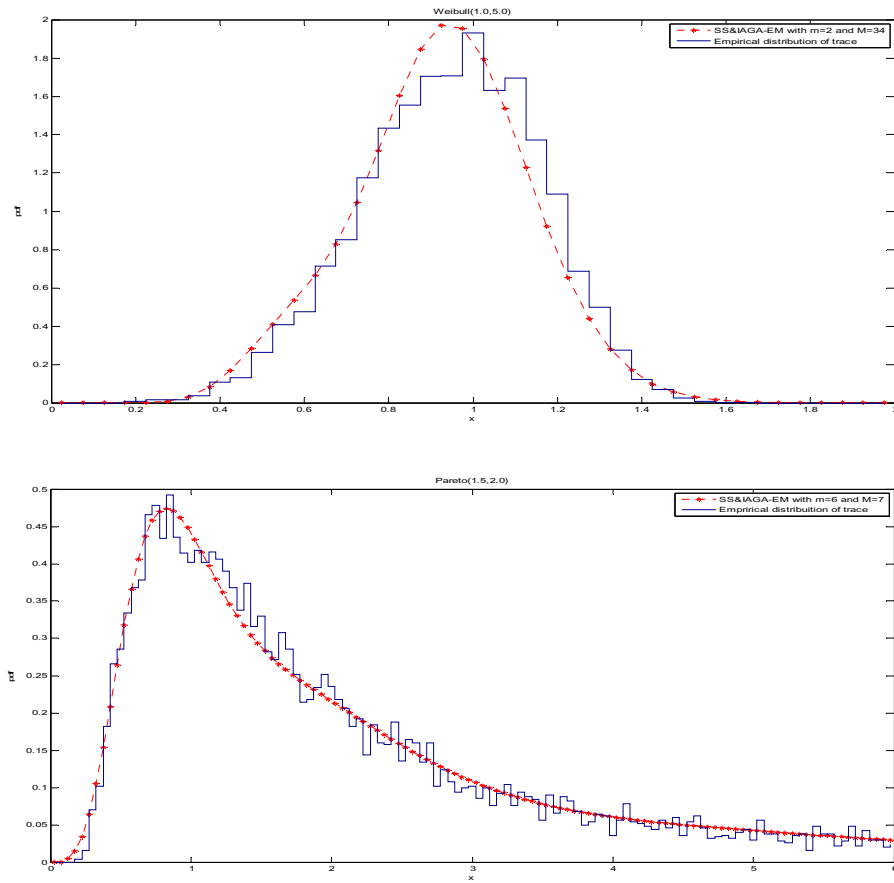 Weibull(1.0,5.0)
SS&IAGA-EM with m=2 and M=34
Empirical distribution of trace
2
1.8
1.6
1.4
1.2
1
0.8
0.6
0.4
0.2
0
pdf
0 0.2 0.4 0.6 0.8 1 1.2 1.4 1.6 1.8 2
x
Pareto(1.5,2.0)
SS&IAGA-EM with m=6 and M=7
Emprirical distribuition of trace
0.5
0.45
0.4
0.35
0.3
0.25
0.2
0.15
0.1
0.05
0
pdf
0 1 2 3 4 5 6
x